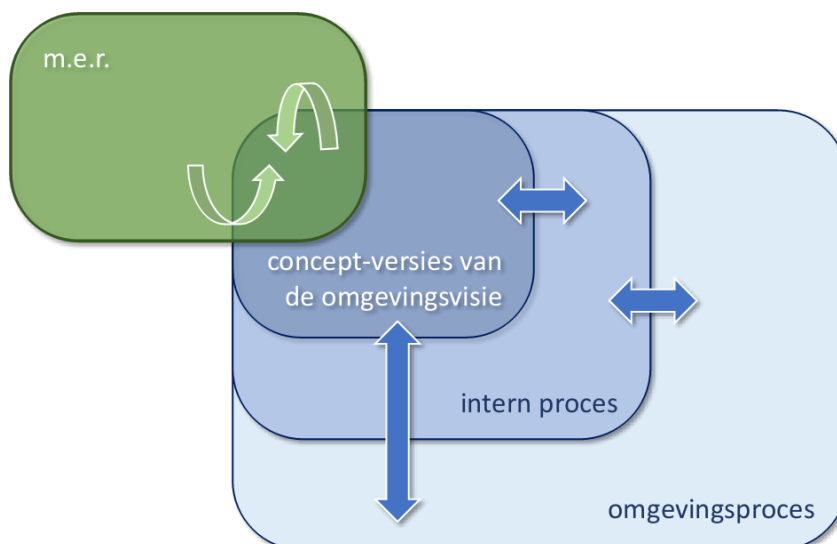 m.e.r.
concept-versies van
de omgevingsvisie
intern proces
omgevingsproces